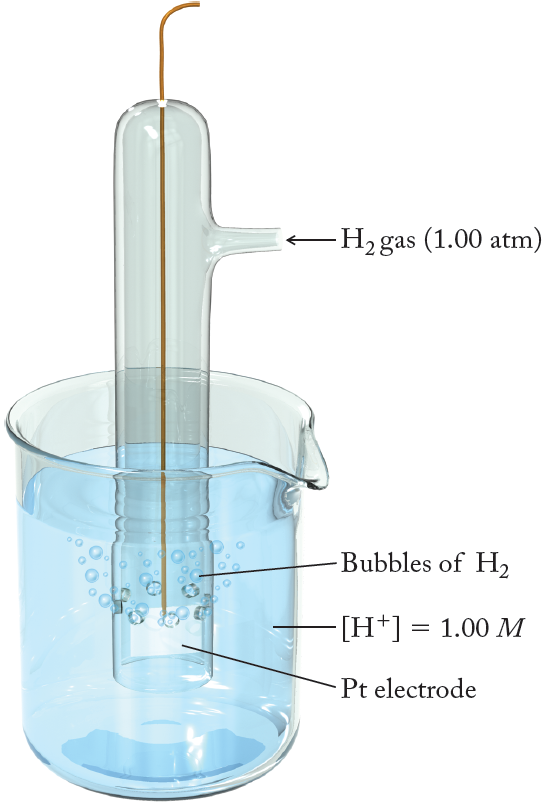 H₂ gas (1.00 atm)
Bubbles of H₂
[H⁺] = 1.00 M
Pt electrode